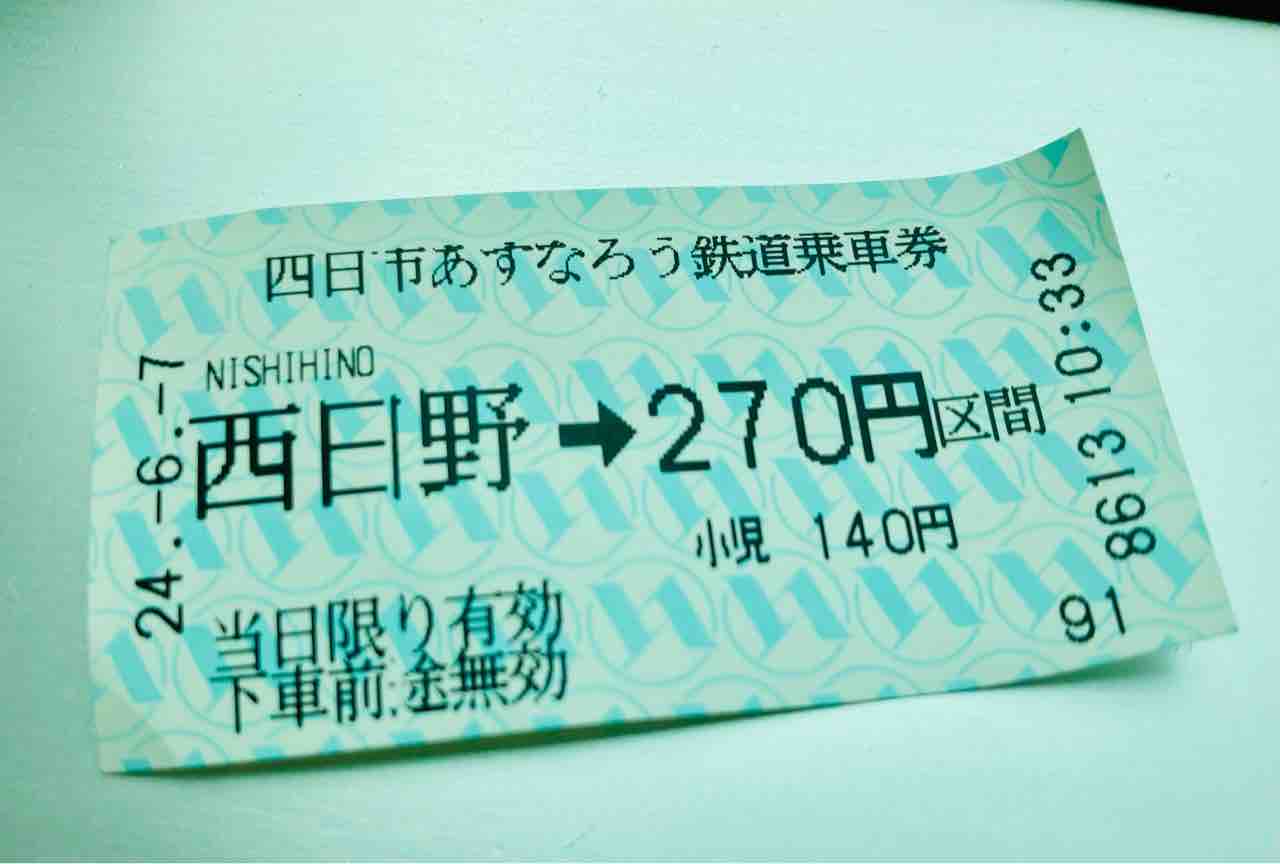 四日市あすなろう鉄道乗車券
NISHIHINO
西日野→270円区間
小児 140円
当日限り有効
下車前途無効
24.-6.-7
8613 10:33
91